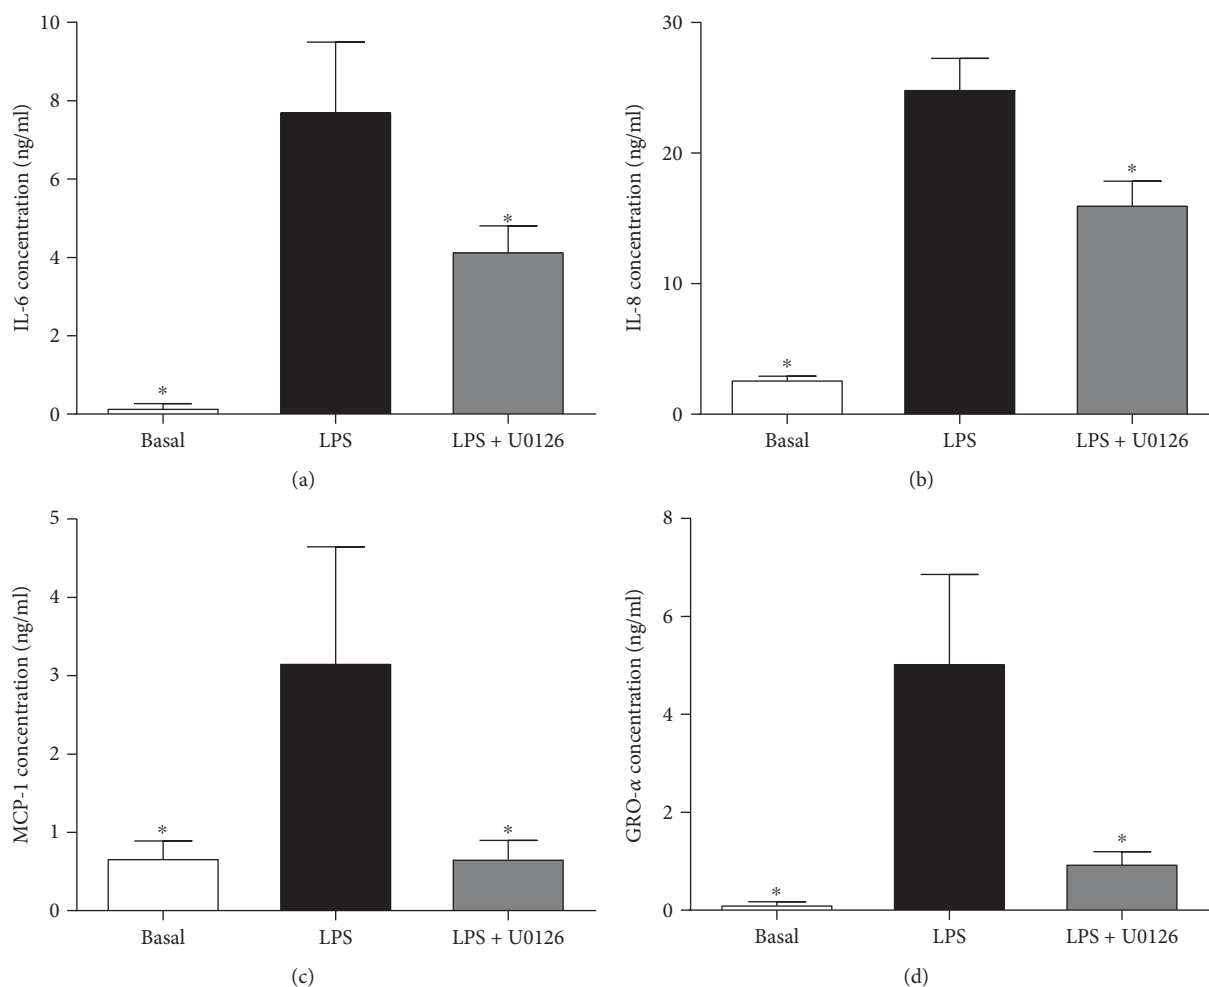 10
8
6
4
2
0
IL-6 concentration (ng/ml)
*
*
Basal
LPS
LPS + U0126
(a)
30
20
10
0
IL-8 concentration (ng/ml)
*
*
Basal
LPS
LPS + U0126
(b)
5
4
3
2
1
0
MCP-1 concentration (ng/ml)
*
*
Basal
LPS
LPS + U0126
(c)
8
6
4
2
0
GRO-α concentration (ng/ml)
*
*
Basal
LPS
LPS + U0126
(d)